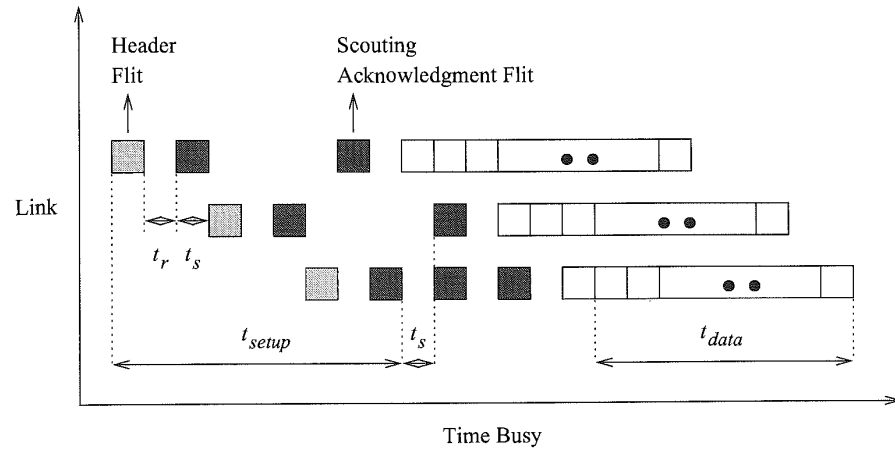 Header
Flit
Scouting
Acknowledgment Flit
Link
t_r
t_s
t_setup
t_s
t_data
Time Busy